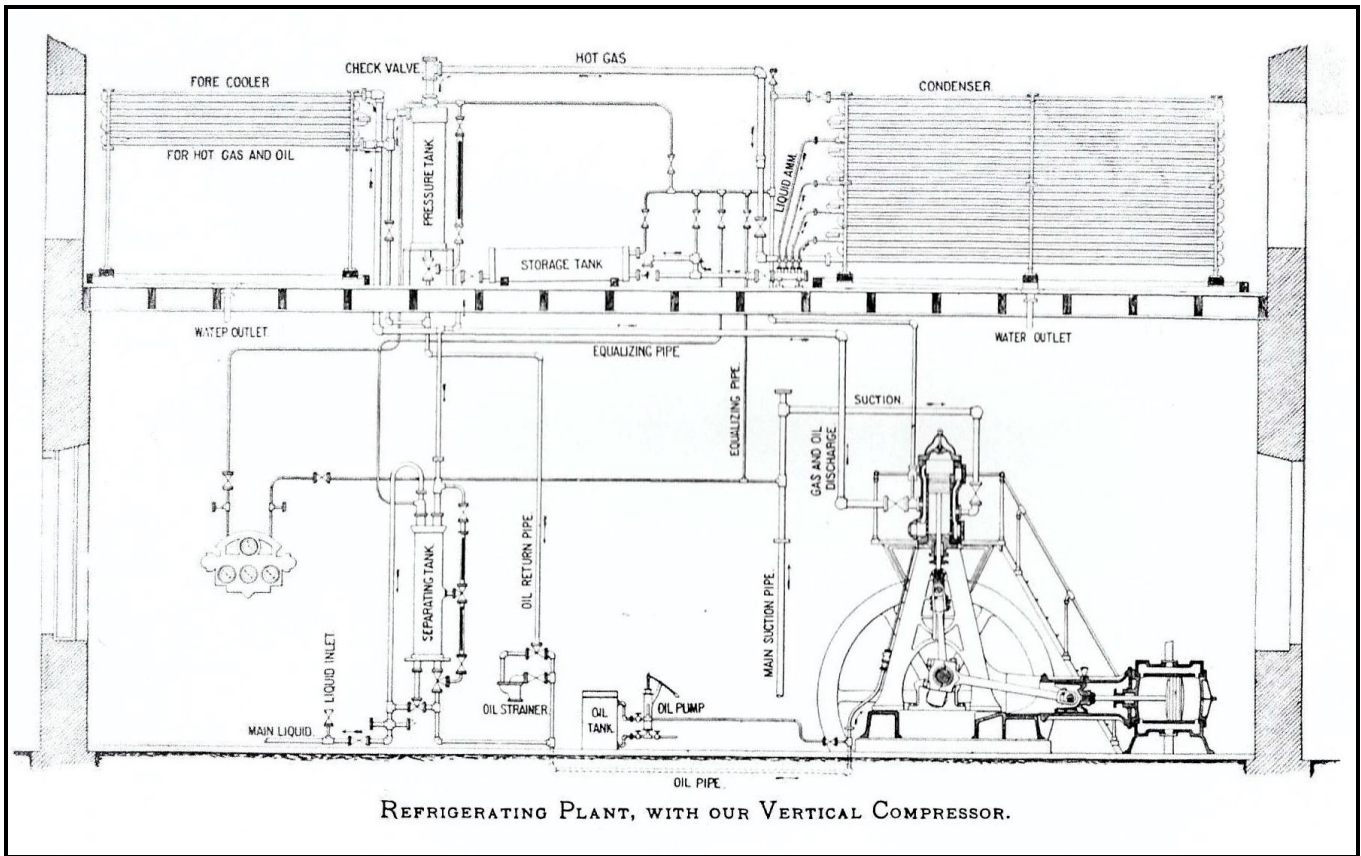 HOT GAS
CHECK VALVE
FORE COOLER
CONDENSER
FOR HOT GAS AND OIL
PRESSURE TANK
LIQUID AMM.
STORAGE TANK
WATER OUTLET
WATER OUTLET
EQUALIZING PIPE
EQUALIZING PIPE.
SUCTION.
GAS AND OIL
DISCHARGE
OIL RETURN PIPE
SEPARATING TANK
MAIN SUCTION PIPE.
LIQUID INLET
OIL STRAINER
OIL
TANK
OIL PUMP
MAIN LIQUID.
OIL PIPE.
REFRIGERATING PLANT, WITH OUR VERTICAL COMPRESSOR.